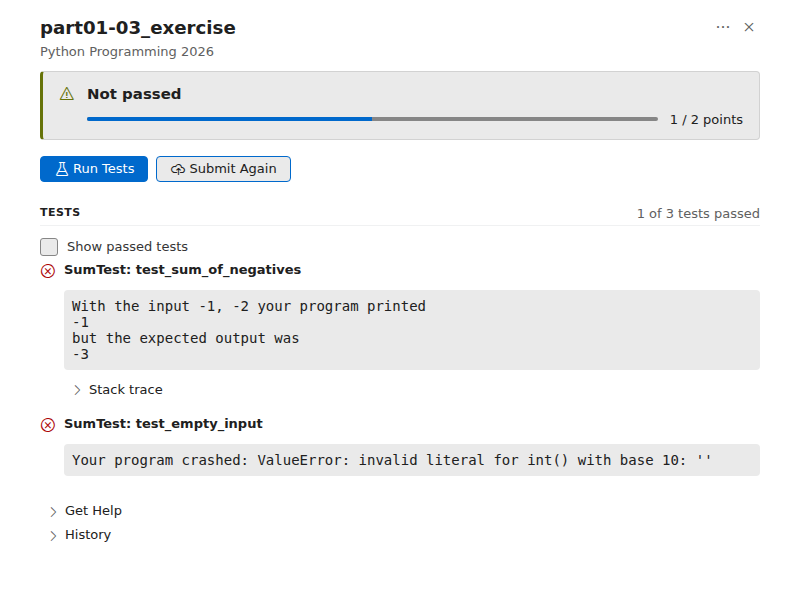 part01-03_exercise
Python Programming 2026
Not passed
1 / 2 points
Run Tests
Submit Again
TESTS
1 of 3 tests passed
Show passed tests
SumTest: test_sum_of_negatives
With the input -1, -2 your program printed
-1
but the expected output was
-3
Stack trace
SumTest: test_empty_input
Your program crashed: ValueError: invalid literal for int() with base 10: ''
Get Help
History